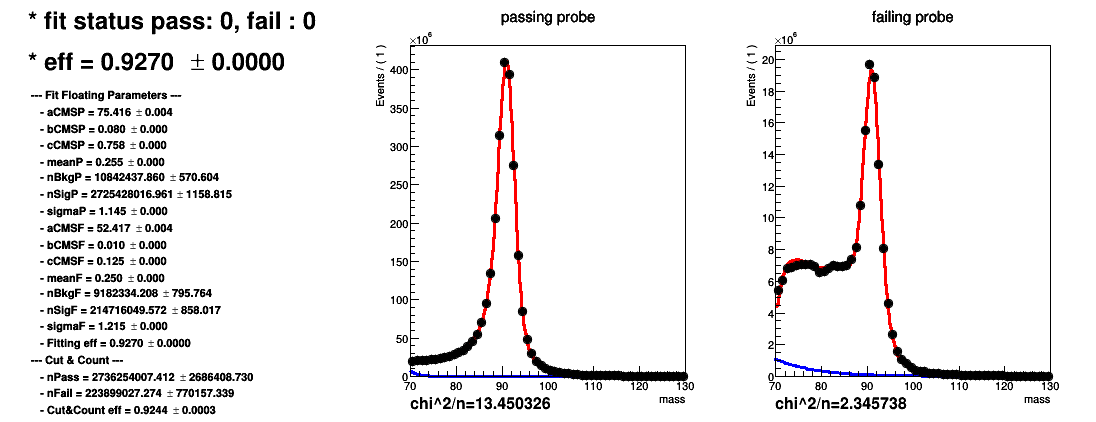 * fit status pass: 0, fail : 0
* eff = 0.9270 ± 0.0000
--- Fit Floating Parameters ---
- aCMSP = 75.416 ± 0.004
- bCMSP = 0.080 ± 0.000
- cCMSP = 0.758 ± 0.000
- meanP = 0.255 ± 0.000
- nBkgP = 10842437.860 ± 570.604
- nSigP = 2725428016.961 ± 1158.815
- sigmaP = 1.145 ± 0.000
- aCMSF = 52.417 ± 0.004
- bCMSF = 0.010 ± 0.000
- cCMSF = 0.125 ± 0.000
- meanF = 0.250 ± 0.000
- nBkgF = 9182334.208 ± 795.764
- nSigF = 214716049.572 ± 858.017
- sigmaF = 1.215 ± 0.000
- Fitting eff = 0.9270 ± 0.0000
--- Cut & Count ---
- nPass = 2736254007.412 ± 2686408.730
- nFail = 223899027.274 ± 770157.339
- Cut&Count eff = 0.9244 ± 0.0003
passing probe
×10⁶
Events / ( 1 )
400
350
300
250
200
150
100
50
0
70 80 90 100 110 120 130
mass
chi^2/n=13.450326
failing probe
×10⁶
Events / ( 1 )
20
18
16
14
12
10
8
6
4
2
0
70 80 90 100 110 120 130
mass
chi^2/n=2.345738